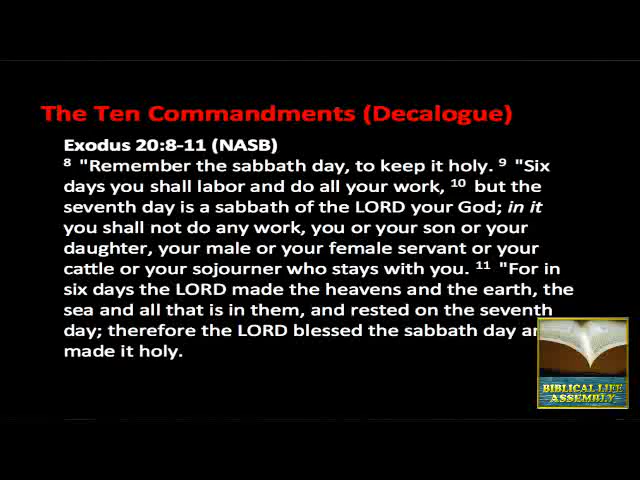 The Ten Commandments (Decalogue)
Exodus 20:8-11 (NASB)
8 "Remember the sabbath day, to keep it holy. 9 "Six
days you shall labor and do all your work, 10 but the
seventh day is a sabbath of the LORD your God; in it
you shall not do any work, you or your son or your
daughter, your male or your female servant or your
cattle or your sojourner who stays with you. 11 "For in
six days the LORD made the heavens and the earth, the
sea and all that is in them, and rested on the seventh
day; therefore the LORD blessed the sabbath day
made it holy.
BIBLICAL LIFE
ASSEMBLY